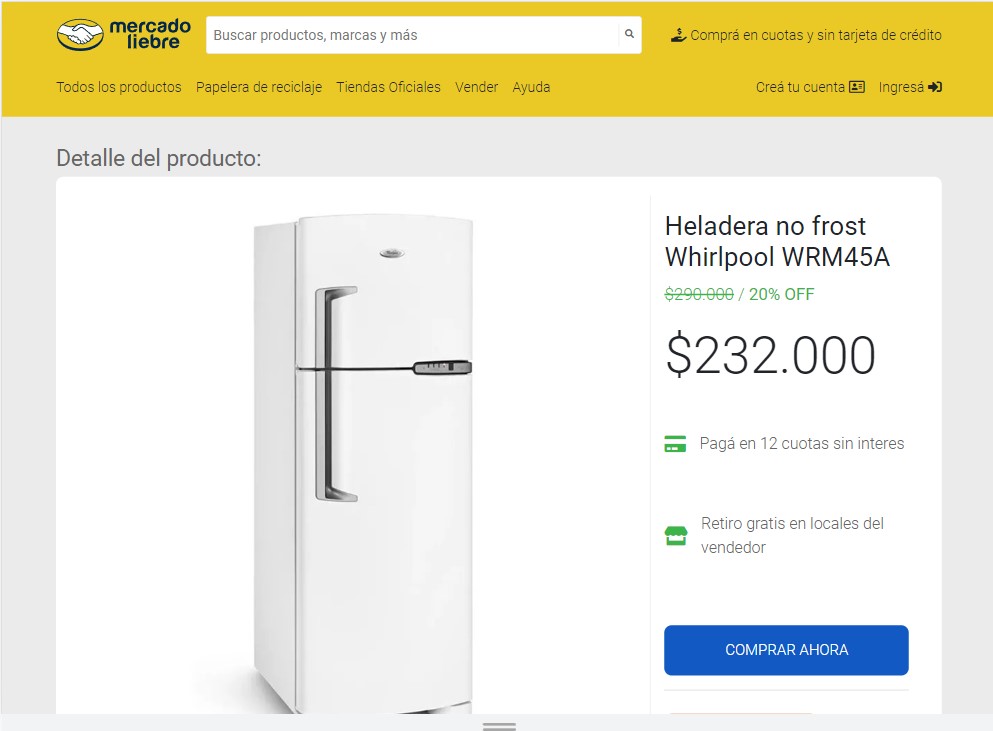 mercado
liebre
Buscar productos, marcas y más
Comprá en cuotas y sin tarjeta de crédito
Todos los productos Papelera de reciclaje Tiendas Oficiales Vender Ayuda
Creá tu cuenta Ingresá
Detalle del producto:
Heladera no frost
Whirlpool WRM45A
$290.000 / 20% OFF
$232.000
Pagá en 12 cuotas sin interes
Retiro gratis en locales del
vendedor
COMPRAR AHORA